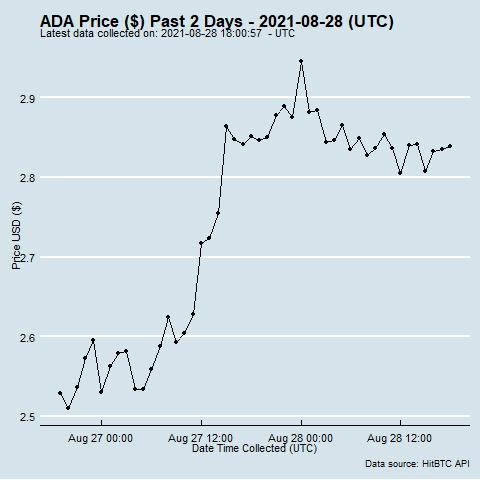 ADA Price ($) Past 2 Days - 2021-08-28 (UTC)
Latest data collected on: 2021-08-28 18:00:57 - UTC
2.9
2.8
2.7
2.6
2.5
Price USD ($)
Aug 27 00:00 Aug 27 12:00 Aug 28 00:00 Aug 28 12:00
Date Time Collected (UTC)
Data source: HitBTC API